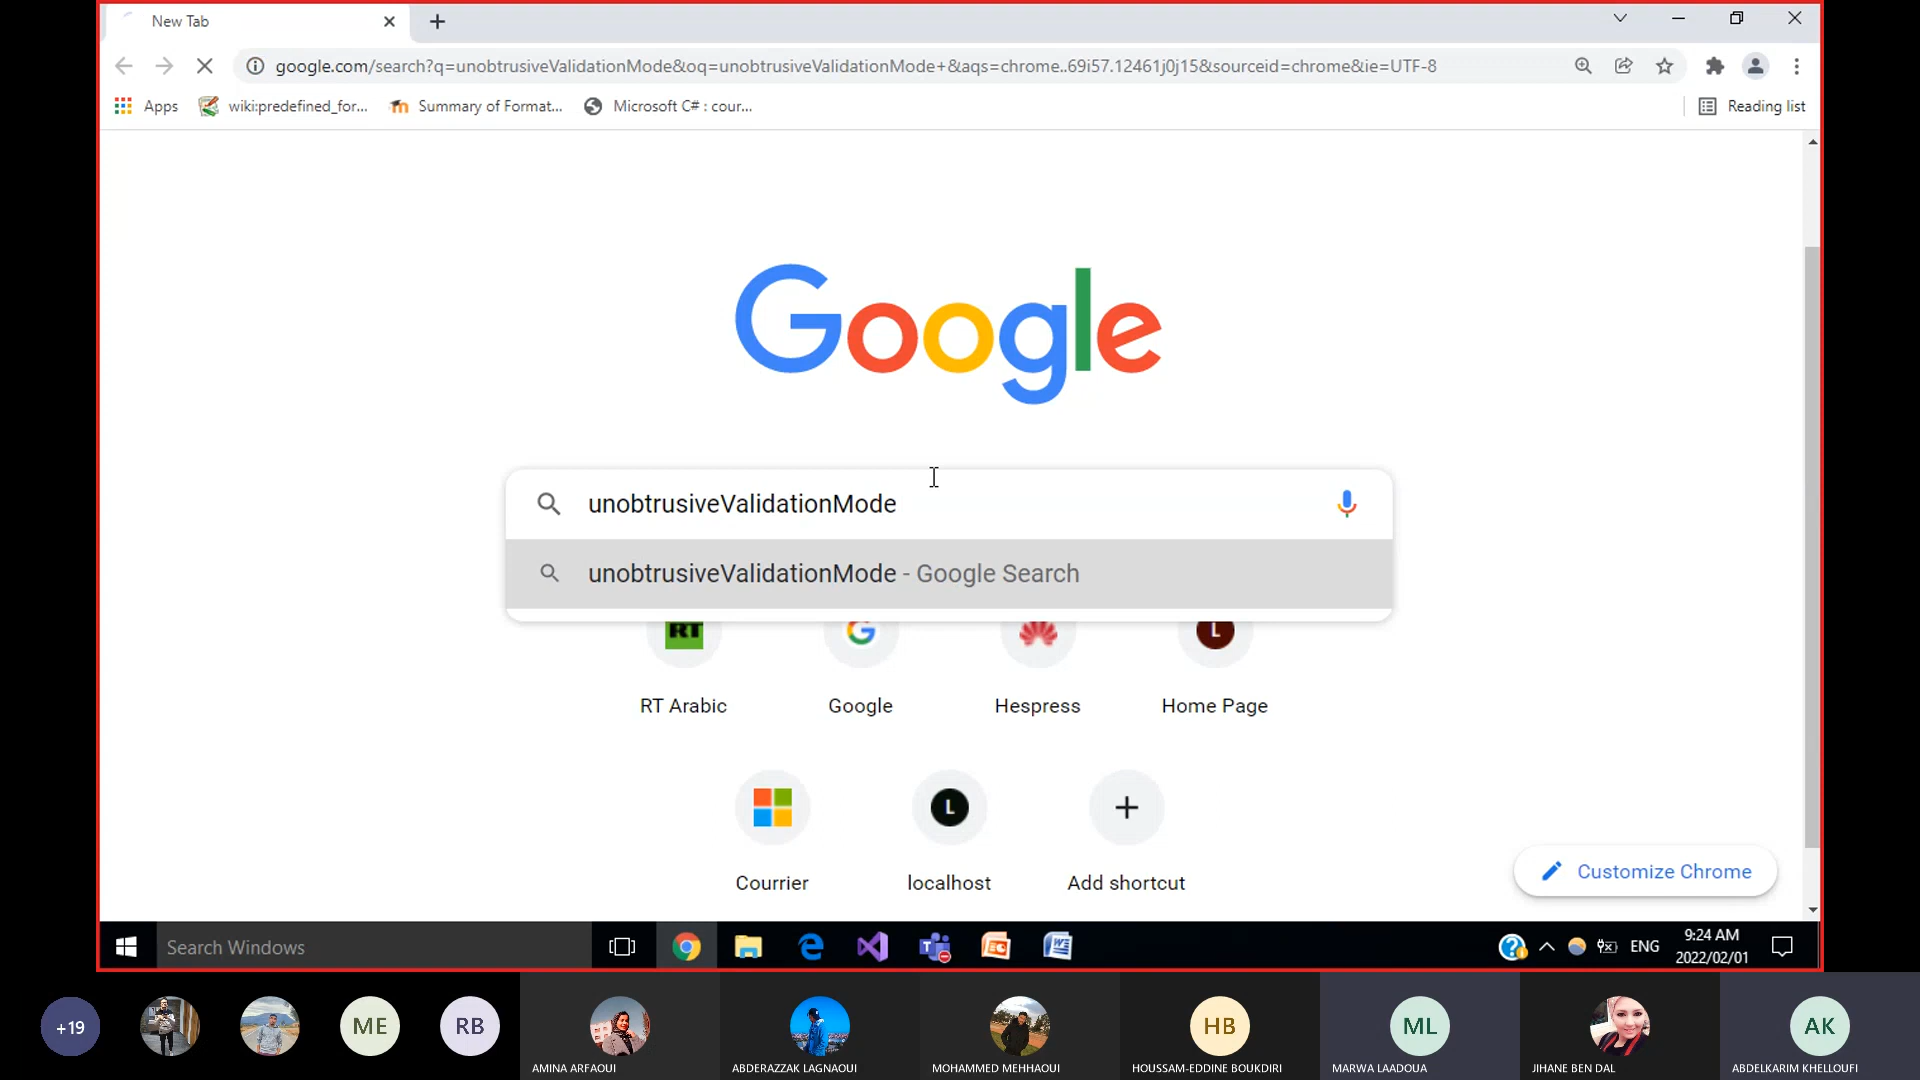 New Tab
google.com/search?q=unobtrusiveValidationMode&oq=unobtrusiveValidationMode+&aqs=chrome..69i57.12461j0j15&sourceid=chrome&ie=UTF-8
Apps wiki:predefined_for... Summary of Format... Microsoft C# : cour... Reading list
Google
unobtrusiveValidationMode
unobtrusiveValidationMode - Google Search
RT G L
RT Arabic Google Hespress Home Page
L
Courrier localhost Add shortcut
Customize Chrome
Search Windows
ENG
9:24 AM
2022/02/01
+19 ME RB HB ML AK
AMINA ARFAOUI ABDERAZZAK LAGNAOUI MOHAMMED MEHHAOUI HOUSSAM-EDDINE BOUKDIRI MARWA LAADOUA JIHANE BEN DAL ABDELKARIM KHELLOUFI